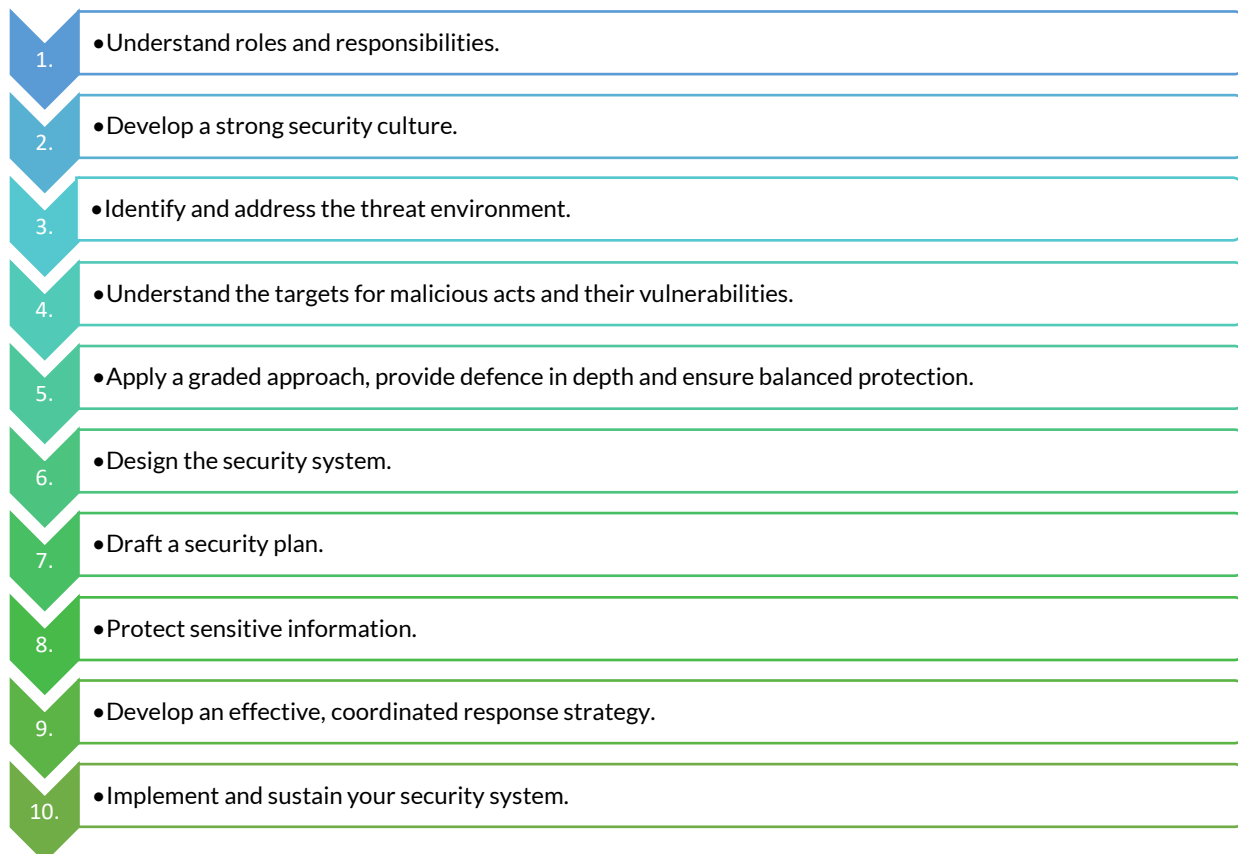 1.
•Understand roles and responsibilities.
2.
•Develop a strong security culture.
3.
•Identify and address the threat environment.
4.
•Understand the targets for malicious acts and their vulnerabilities.
5.
•Apply a graded approach, provide defence in depth and ensure balanced protection.
6.
•Design the security system.
7.
•Draft a security plan.
8.
•Protect sensitive information.
9.
•Develop an effective, coordinated response strategy.
10.
•Implement and sustain your security system.